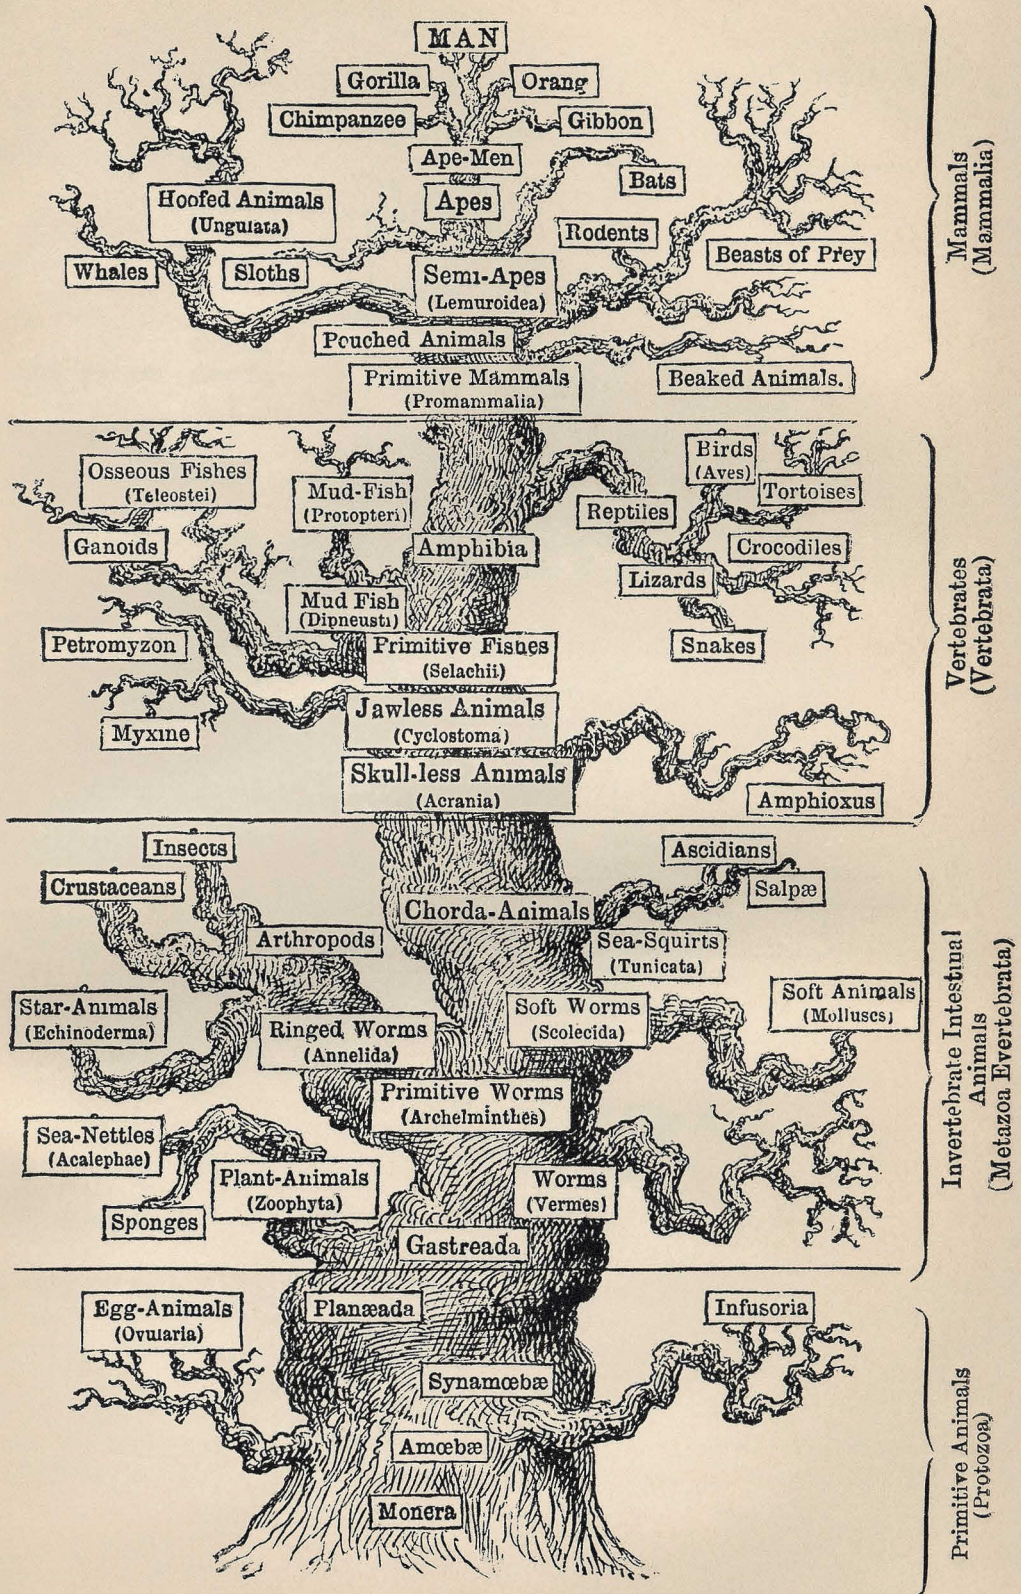 MAN
Gorilla
Orang
Chimpanzee
Gibbon
Ape-Men
Bats
Apes
Hoofed Animals
(Ungulata)
Rodents
Beasts of Prey
Whales
Sloths
Semi-Apes
(Lemuroidea)
Pouched Animals
Primitive Mammals
(Promammalia)
Beaked Animals.
Mammals
(Mammalia)
Osseous Fishes
(Teleostei)
Mud-Fish
(Protopteri)
Birds
(Aves)
Tortoises
Reptiles
Ganoids
Amphibia
Crocodiles
Lizards
Mud Fish
(Dipneusti)
Petromyzon
Primitive Fishes
(Selachii)
Snakes
Jawless Animals
(Cyclostoma)
Myxine
Skull-less Animals
(Acrania)
Amphioxus
Vertebrates
(Vertebrata)
Insects
Ascidians
Crustaceans
Salpæ
Chorda-Animals
Arthropods
Sea-Squirts
(Tunicata)
Star-Animals
(Echinoderma)
Ringed Worms
(Annelida)
Soft Worms
(Scolecida)
Soft Animals
(Molluscs)
Primitive Worms
(Archelminthes)
Sea-Nettles
(Acalephae)
Plant-Animals
(Zoophyta)
Worms
(Vermes)
Sponges
Gastreada
Invertebrate Intestinal
Animals
(Metazoa Evertebrata)
Egg-Animals
(Ovularia)
Planæada
Infusoria
Synamœbæ
Amœbæ
Monera
Primitive Animals
(Protozoa)